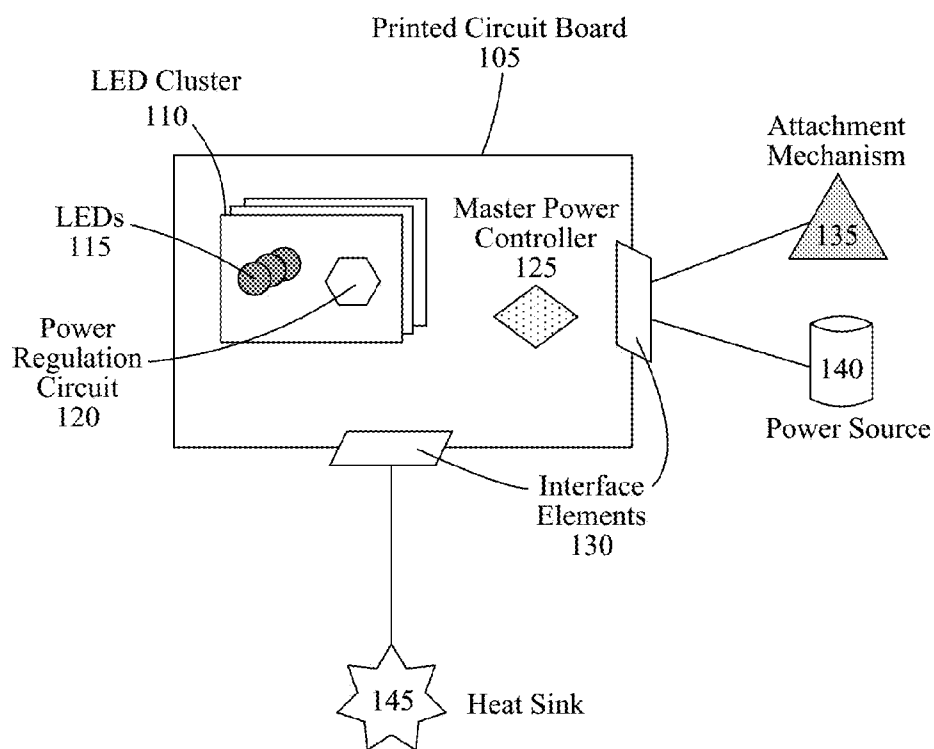 Printed Circuit Board
105
LED Cluster
110
Attachment
Mechanism
135
LEDs
115
Master Power
Controller
125
Power
Regulation
Circuit
120
140
Power Source
Interface
Elements
130
145
Heat Sink